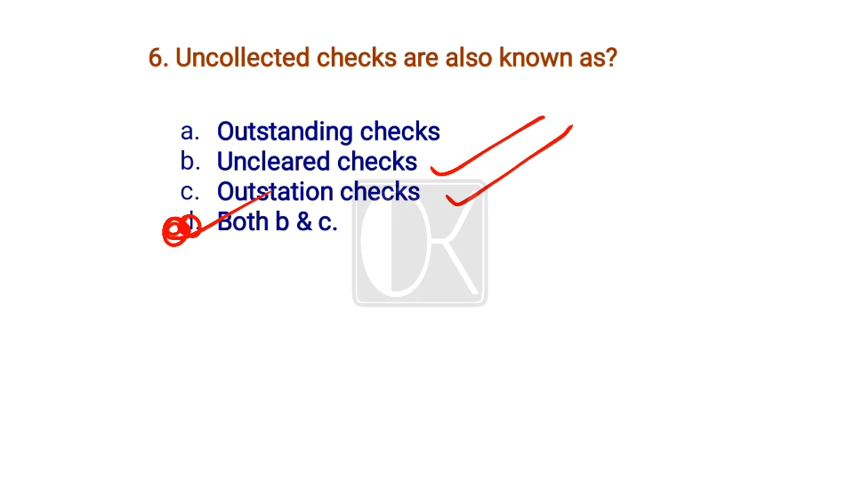 6. Uncollected checks are also known as?
a. Outstanding checks
b. Uncleared checks
c. Outstation checks
d. Both b & c.